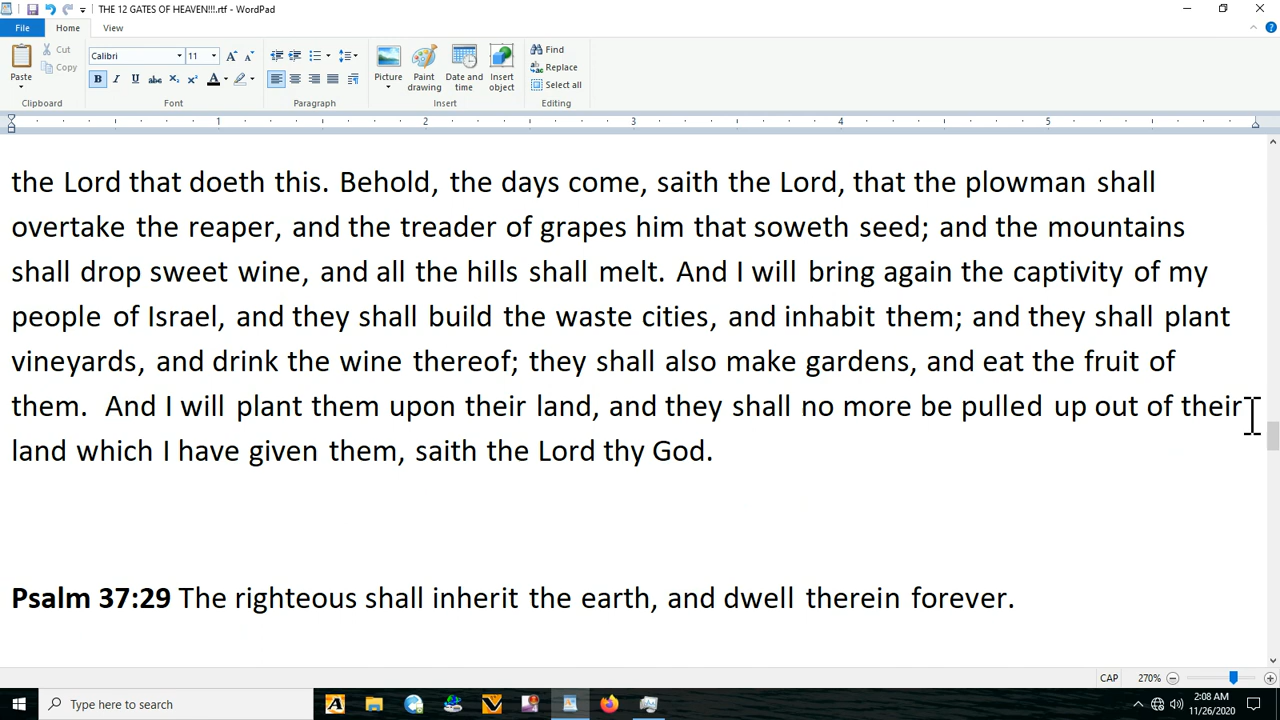 THE 12 GATES OF HEAVEN!!!.rtf - WordPad
File Home View
Paste
Cut
Copy
Clipboard
Calibri 11
B I U abc X₂ X² A
Font
Paragraph
Picture
Paint drawing
Date and time
Insert object
Insert
Find
Replace
Select all
Editing
1 2 3 4 5
the Lord that doeth this. Behold, the days come, saith the Lord, that the plowman shall
overtake the reaper, and the treader of grapes him that soweth seed; and the mountains
shall drop sweet wine, and all the hills shall melt. And I will bring again the captivity of my
people of Israel, and they shall build the waste cities, and inhabit them; and they shall plant
vineyards, and drink the wine thereof; they shall also make gardens, and eat the fruit of
them.  And I will plant them upon their land, and they shall no more be pulled up out of their
land which I have given them, saith the Lord thy God.
Psalm 37:29 The righteous shall inherit the earth, and dwell therein forever.
CAP 270%
Type here to search
2:08 AM
11/26/2020